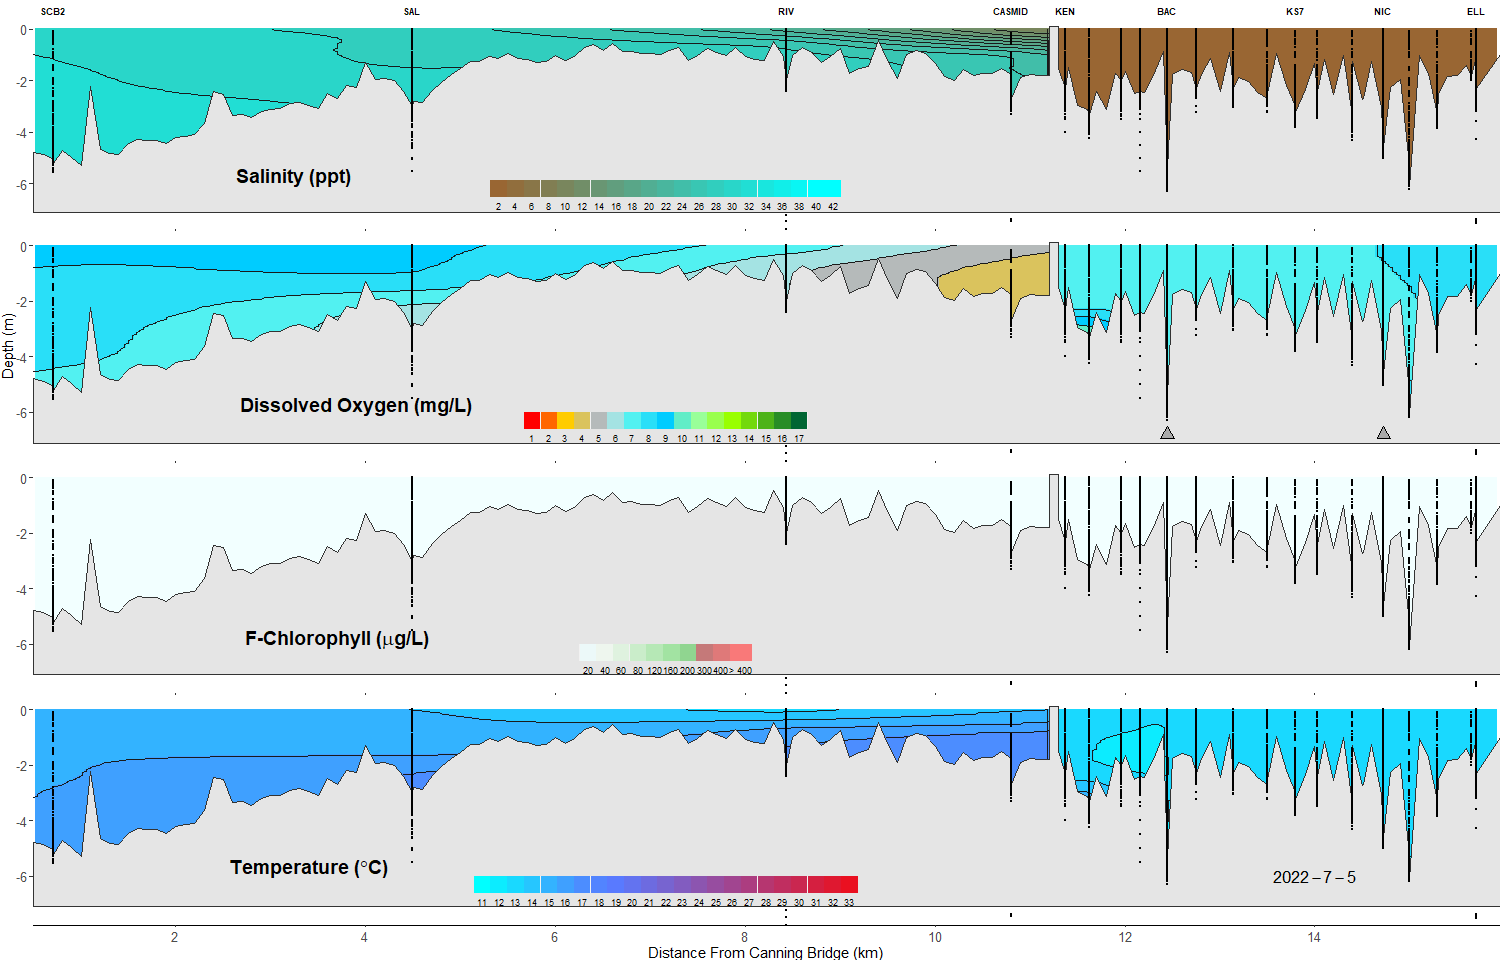 SCB2 SAL RIV CASMID KEN BAC KS7 NIC ELL
0
-2
-4
-6
Salinity (ppt)
2 4 6 8 10 12 14 16 18 20 22 24 26 28 30 32 34 36 38 40 42
0
-2
-4
-6
Depth (m)
Dissolved Oxygen (mg/L)
1 2 3 4 5 6 7 8 9 10 11 12 13 14 15 16 17
0
-2
-4
-6
F-Chlorophyll (μg/L)
20 40 60 80 120 160 200 300 400 > 400
0
-2
-4
-6
Temperature (°C)
2022 – 7 – 5
11 12 13 14 15 16 17 18 19 20 21 22 23 24 25 26 27 28 29 30 31 32 33
2 4 6 8 10 12 14
Distance From Canning Bridge (km)